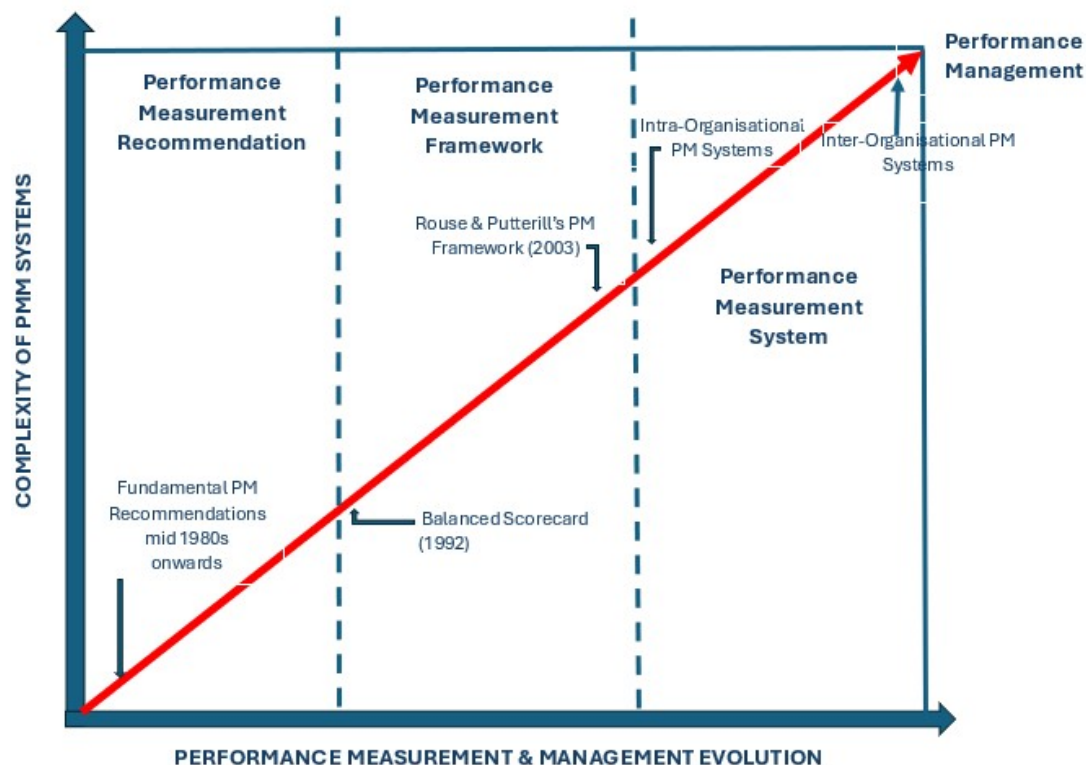 Performance
Management
Performance
Measurement
Recommendation
Performance
Measurement
Framework
Intra-Organisational
PM Systems
Inter-Organisational PM
Systems
Rouse & Putterill's PM
Framework (2003)
Performance
Measurement
System
COMPLEXITY OF PMM SYSTEMS
Fundamental PM
Recommendations
mid 1980s
onwards
Balanced Scorecard
(1992)
PERFORMANCE MEASUREMENT & MANAGEMENT EVOLUTION